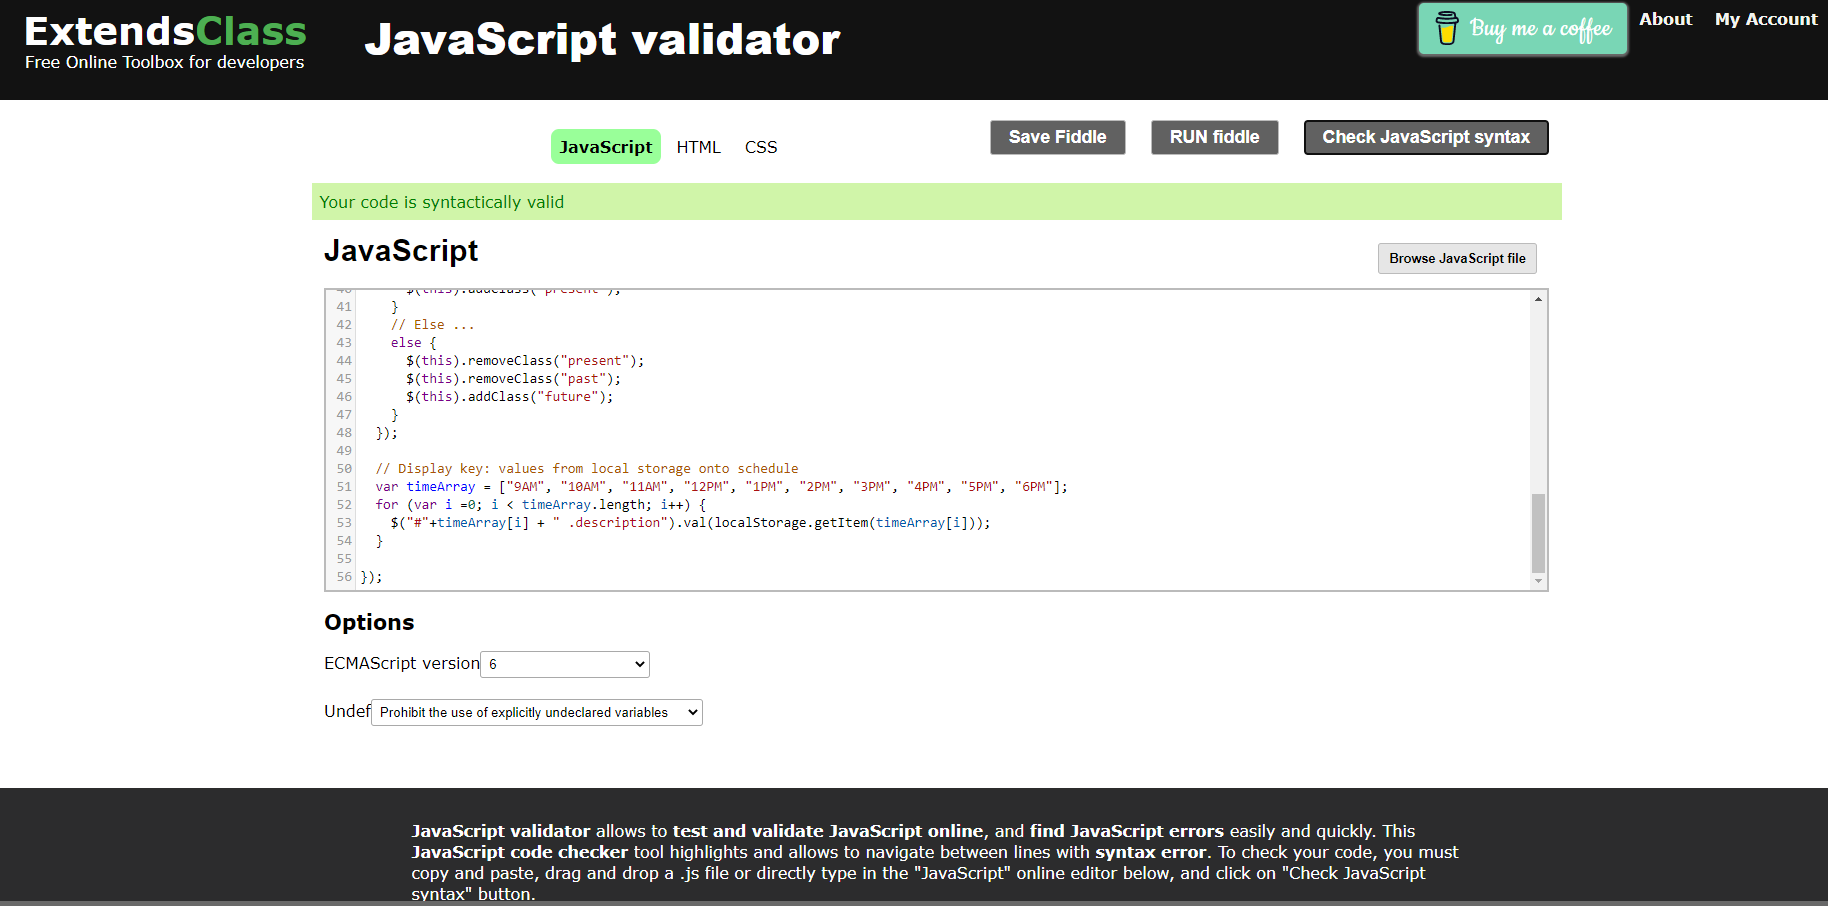 ExtendsClass
Free Online Toolbox for developers
JavaScript validator
Buy me a coffee
About
My Account
JavaScript
HTML
CSS
Save Fiddle
RUN fiddle
Check JavaScript syntax
Your code is syntactically valid
JavaScript
Browse JavaScript file
40 $(this).addClass("present");
41 }
42 // Else ...
43 else {
44 $(this).removeClass("present");
45 $(this).removeClass("past");
46 $(this).addClass("future");
47 }
48 });
49
50 // Display key: values from local storage onto schedule
51 var timeArray = ["9AM", "10AM", "11AM", "12PM", "1PM", "2PM", "3PM", "4PM", "5PM", "6PM"];
52 for (var i =0; i < timeArray.length; i++) {
53 $("#"+timeArray[i] + " .description").val(localStorage.getItem(timeArray[i]));
54 }
55
56 });
Options
ECMAScript version 6
Undef Prohibit the use of explicitly undeclared variables
JavaScript validator allows to test and validate JavaScript online, and find JavaScript errors easily and quickly. This
JavaScript code checker tool highlights and allows to navigate between lines with syntax error. To check your code, you must
copy and paste, drag and drop a .js file or directly type in the "JavaScript" online editor below, and click on "Check JavaScript
syntax" button.